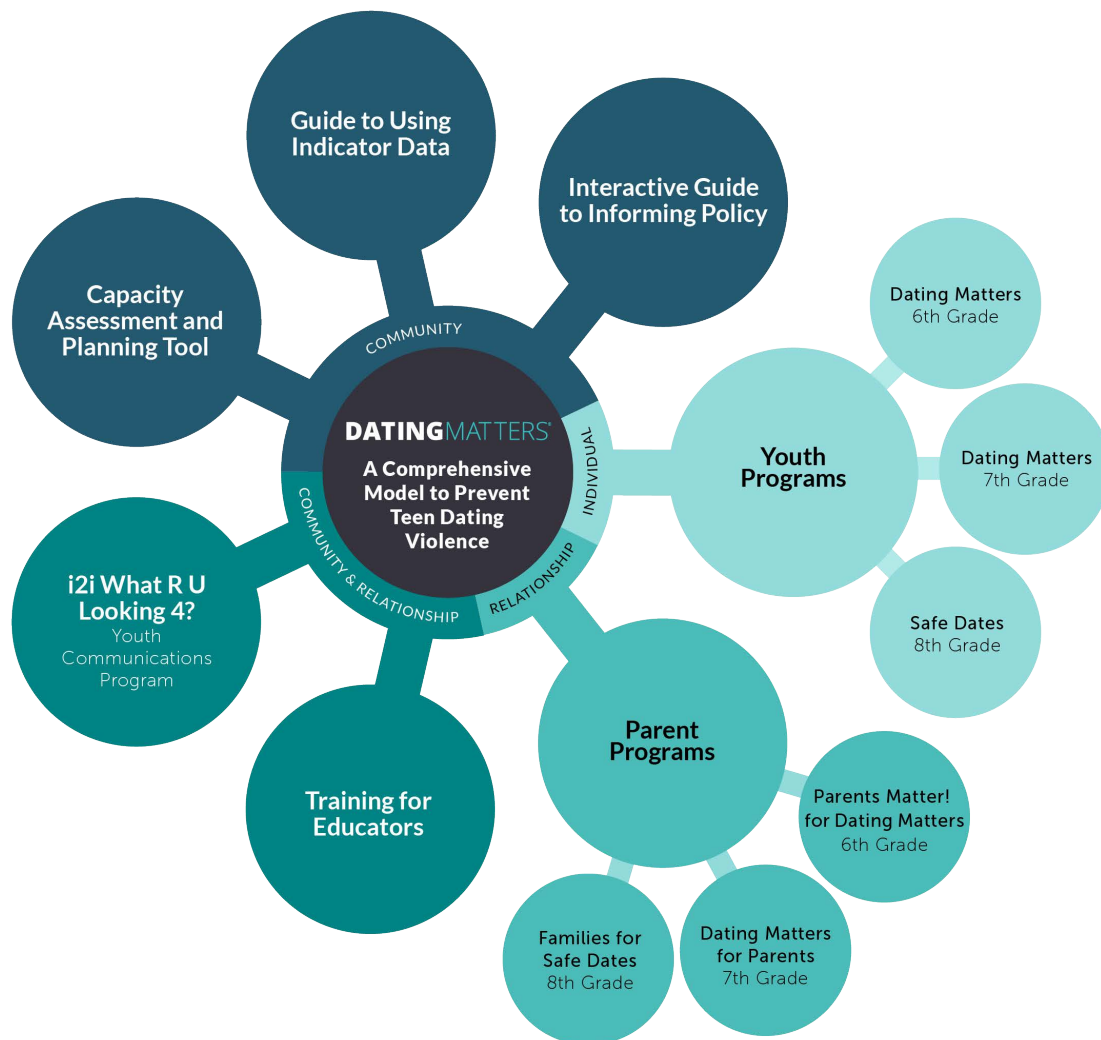 Guide to Using
Indicator Data
Interactive Guide
to Informing Policy
Capacity
Assessment and
Planning Tool
COMMUNITY
DATINGMATTERS®
A Comprehensive
Model to Prevent
Teen Dating
Violence
INDIVIDUAL
RELATIONSHIP
COMMUNITY & RELATIONSHIP
Youth
Programs
Dating Matters
6th Grade
Dating Matters
7th Grade
Safe Dates
8th Grade
i2i What R U
Looking 4?
Youth
Communications
Program
Training for
Educators
Parent
Programs
Parents Matter!
for Dating Matters
6th Grade
Dating Matters
for Parents
7th Grade
Families for
Safe Dates
8th Grade